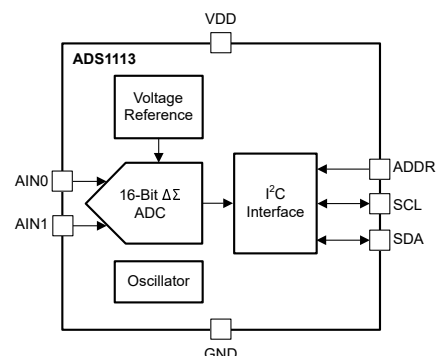 VDD
ADS1113
Voltage
Reference
AIN0
AIN1
16-Bit ΔΣ
ADC
I²C
Interface
ADDR
SCL
SDA
Oscillator
GND